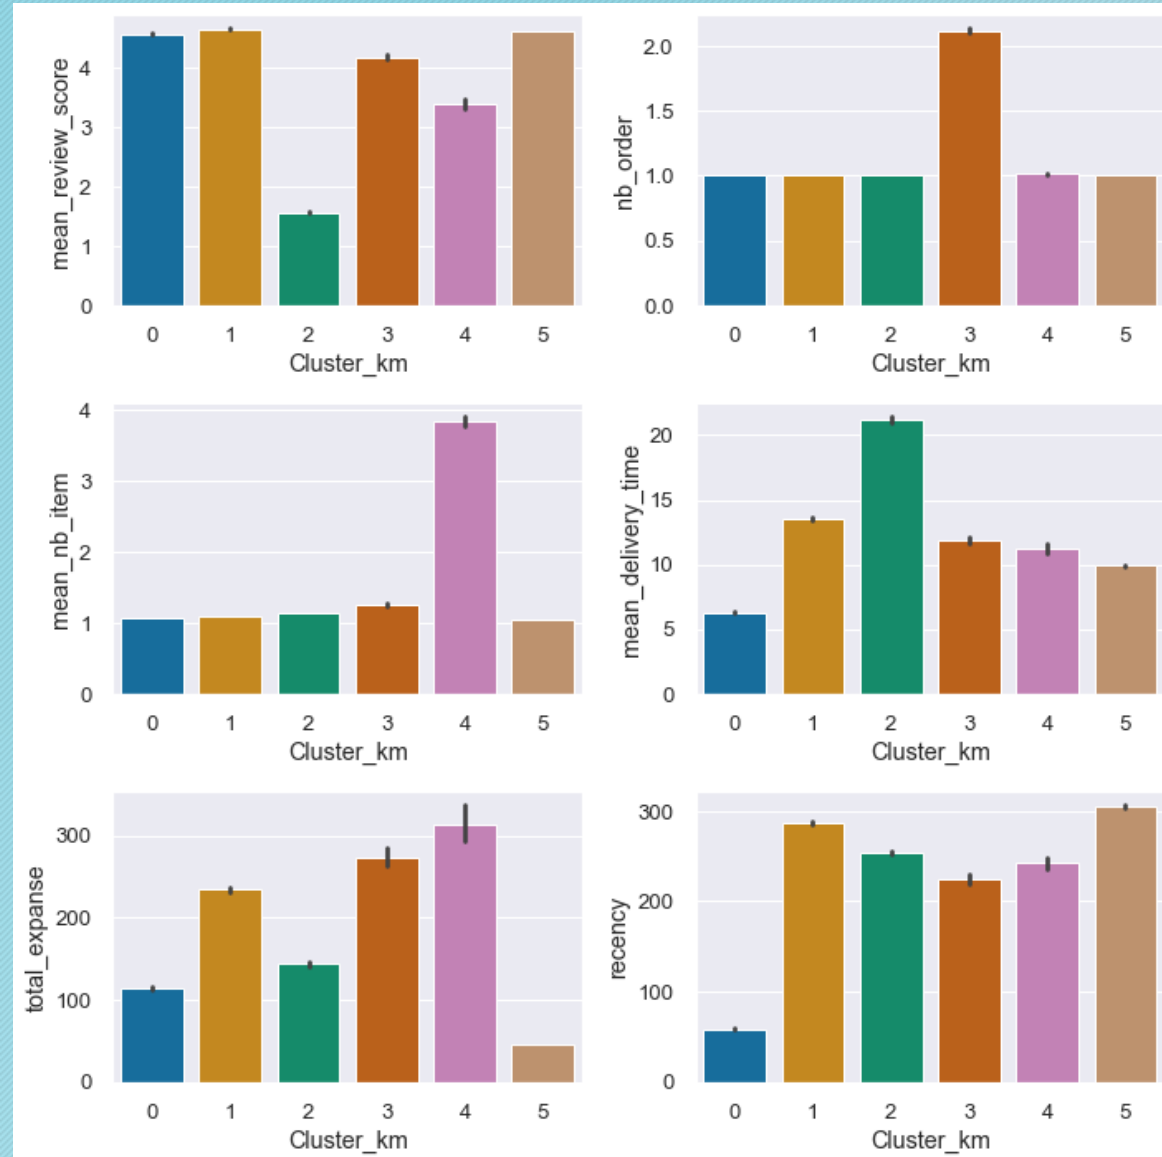 mean_review_score
4
3
2
1
0
0 1 2 3 4 5
Cluster_km
nb_order
2.0
1.5
1.0
0.5
0.0
0 1 2 3 4 5
Cluster_km
mean_nb_item
4
3
2
1
0
0 1 2 3 4 5
Cluster_km
mean_delivery_time
20
15
10
5
0
0 1 2 3 4 5
Cluster_km
total_expanse
300
200
100
0
0 1 2 3 4 5
Cluster_km
recency
300
200
100
0
0 1 2 3 4 5
Cluster_km